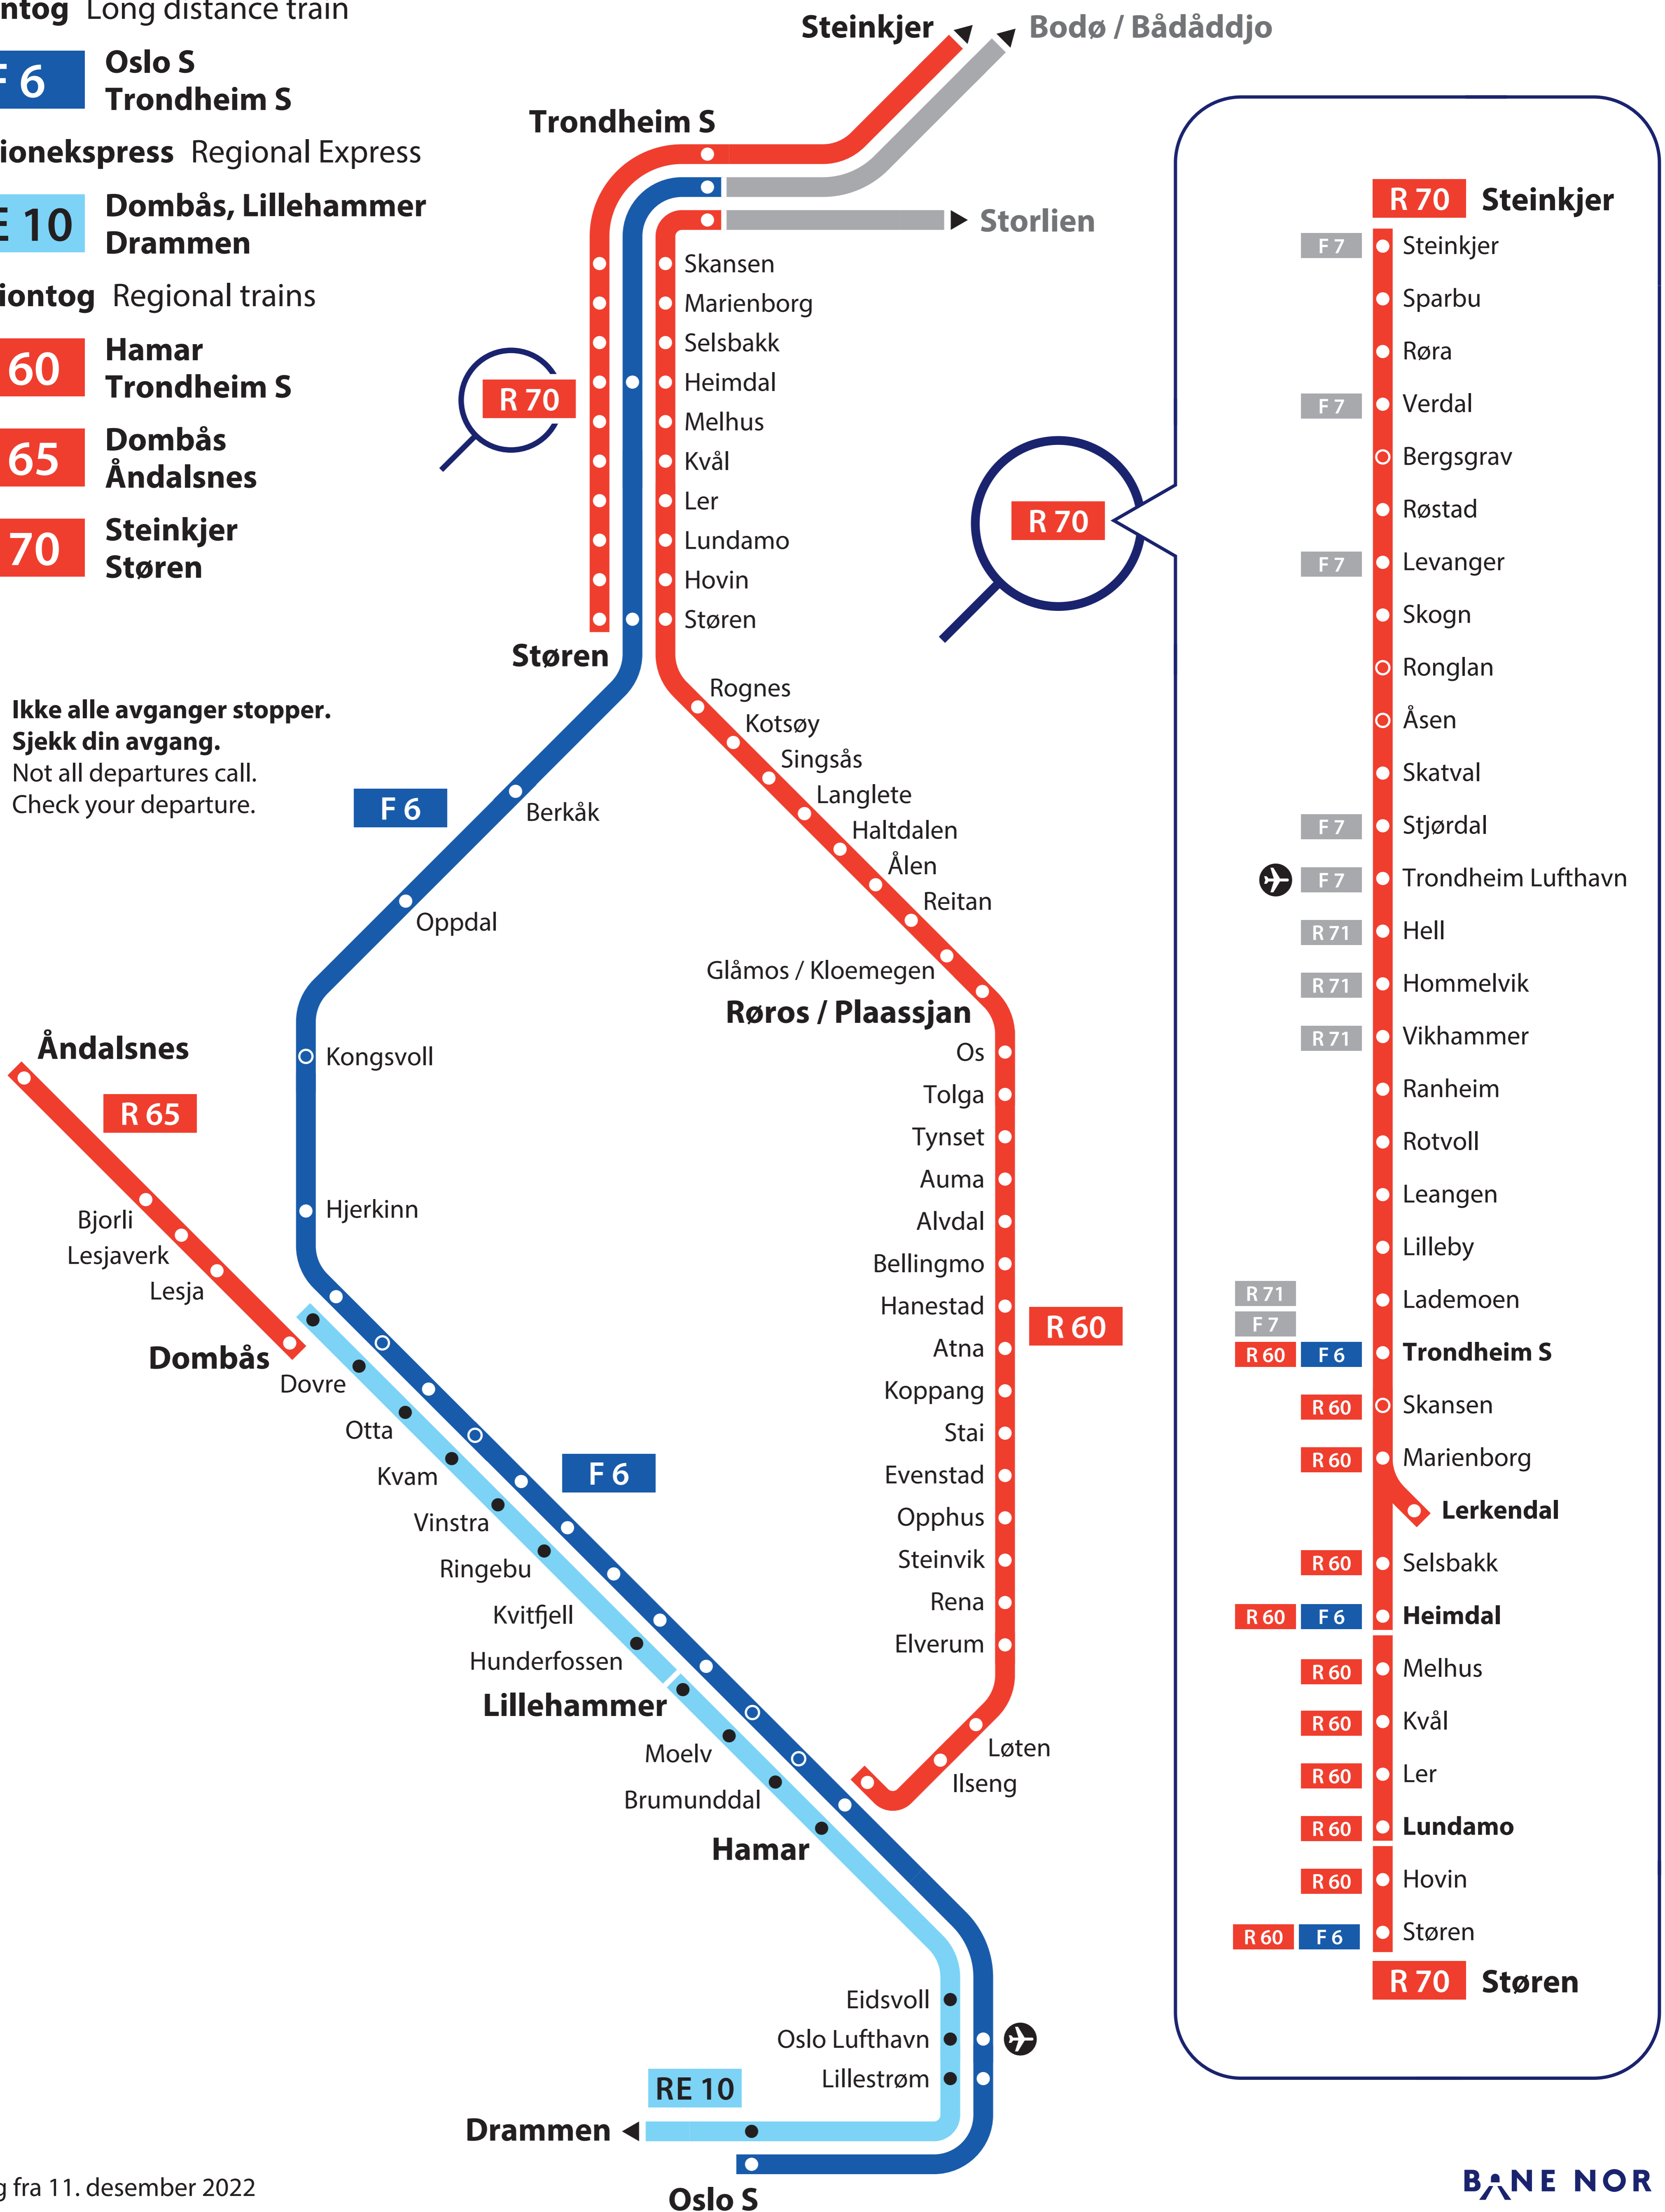 ntog Long distance train
F 6
Oslo S
Trondheim S
ionekspress Regional Express
E 10
Dombås, Lillehammer
Drammen
iontog Regional trains
60
Hamar
Trondheim S
65
Dombås
Åndalsnes
70
Steinkjer
Støren
Ikke alle avganger stopper.
Sjekk din avgang.
Not all departures call.
Check your departure.
Steinkjer
Bodø / Bådåddjo
Trondheim S
Storlien
Skansen
Marienborg
Selsbakk
Heimdal
R 70
Melhus
Kvål
Ler
Lundamo
Hovin
Støren
Støren
Rognes
Kotsøy
Singsås
Langlete
Haltdalen
Ålen
Reitan
Glåmos / Kloemegen
Røros / Plaassjan
Os
Tolga
Tynset
Auma
Alvdal
Bellingmo
Hanestad
R 60
Atna
Koppang
Stai
Evenstad
Opphus
Steinvik
Rena
Elverum
Løten
Ilseng
F 6
Berkåk
Oppdal
Kongsvoll
Hjerkinn
Åndalsnes
R 65
Bjorli
Lesjaverk
Lesja
Dombås
Dovre
Otta
Kvam
F 6
Vinstra
Ringebu
Kvitfjell
Hunderfossen
Lillehammer
Moelv
Brumunddal
Hamar
Eidsvoll
Oslo Lufthavn
Lillestrøm
RE 10
Drammen
Oslo S
R 70
R 70 Steinkjer
F 7 Steinkjer
Sparbu
Røra
F 7 Verdal
Bergsgrav
Røstad
F 7 Levanger
Skogn
Ronglan
Åsen
Skatval
F 7 Stjørdal
F 7 Trondheim Lufthavn
R 71 Hell
R 71 Hommelvik
R 71 Vikhammer
Ranheim
Rotvoll
Leangen
Lilleby
R 71 Lademoen
F 7
R 60 F 6 Trondheim S
R 60 Skansen
R 60 Marienborg
Lerkendal
R 60 Selsbakk
R 60 F 6 Heimdal
R 60 Melhus
R 60 Kvål
R 60 Ler
R 60 Lundamo
R 60 Hovin
R 60 F 6 Støren
R 70 Støren
g fra 11. desember 2022
BANE NOR